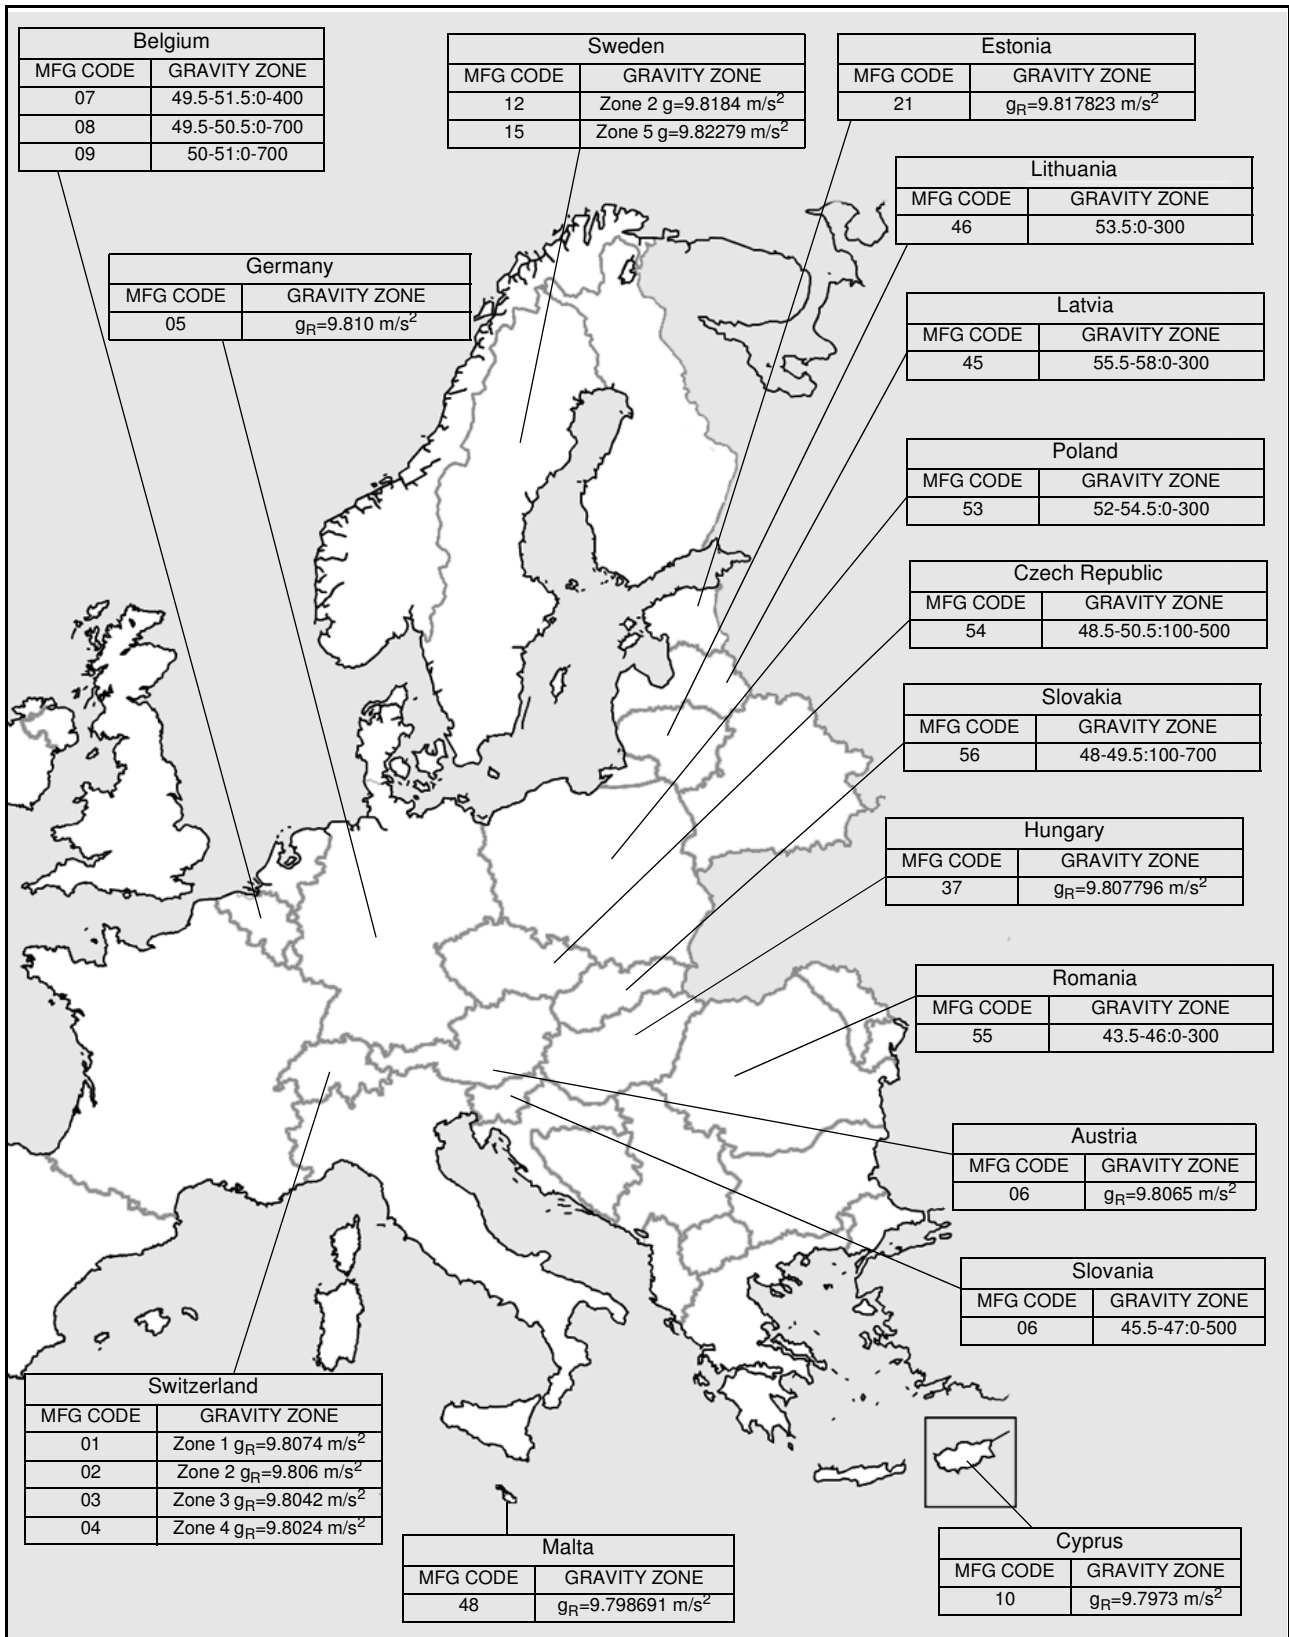 Belgium
MFG CODE GRAVITY ZONE
07 49.5-51.5:0-400
08 49.5-50.5:0-700
09 50-51:0-700
Sweden
MFG CODE GRAVITY ZONE
12 Zone 2 g=9.8184 m/s²
15 Zone 5 g=9.82279 m/s²
Estonia
MFG CODE GRAVITY ZONE
21 gR=9.817823 m/s²
Lithuania
MFG CODE GRAVITY ZONE
46 53.5:0-300
Germany
MFG CODE GRAVITY ZONE
05 gR=9.810 m/s²
Latvia
MFG CODE GRAVITY ZONE
45 55.5-58:0-300
Poland
MFG CODE GRAVITY ZONE
53 52-54.5:0-300
Czech Republic
MFG CODE GRAVITY ZONE
54 48.5-50.5:100-500
Slovakia
MFG CODE GRAVITY ZONE
56 48-49.5:100-700
Hungary
MFG CODE GRAVITY ZONE
37 gR=9.807796 m/s²
Romania
MFG CODE GRAVITY ZONE
55 43.5-46:0-300
Austria
MFG CODE GRAVITY ZONE
06 gR=9.8065 m/s²
Slovania
MFG CODE GRAVITY ZONE
06 45.5-47:0-500
Switzerland
MFG CODE GRAVITY ZONE
01 Zone 1 gR=9.8074 m/s²
02 Zone 2 gR=9.806 m/s²
03 Zone 3 gR=9.8042 m/s²
04 Zone 4 gR=9.8024 m/s²
Malta
MFG CODE GRAVITY ZONE
48 gR=9.798691 m/s²
Cyprus
MFG CODE GRAVITY ZONE
10 gR=9.7973 m/s²